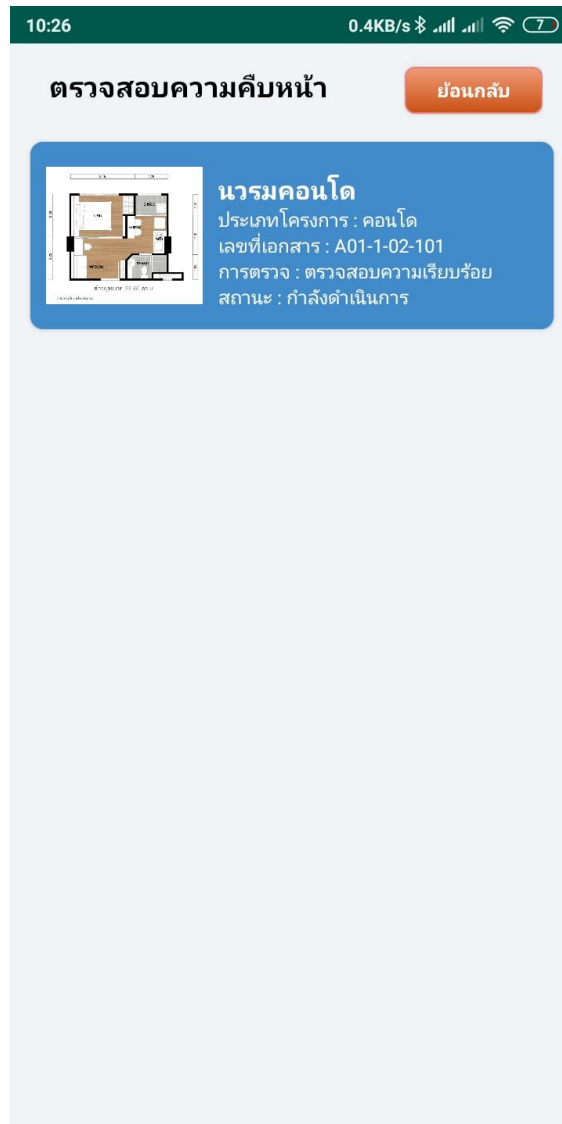 10:26
0.4KB/s
7
ตรวจสอบความคืบหน้า
ย้อนกลับ
นวรมคอนโด
ประเภทโครงการ : คอนโด
เลขที่เอกสาร : A01-1-02-101
การตรวจ : ตรวจสอบความเรียบร้อย
สถานะ : กำลังดำเนินการ